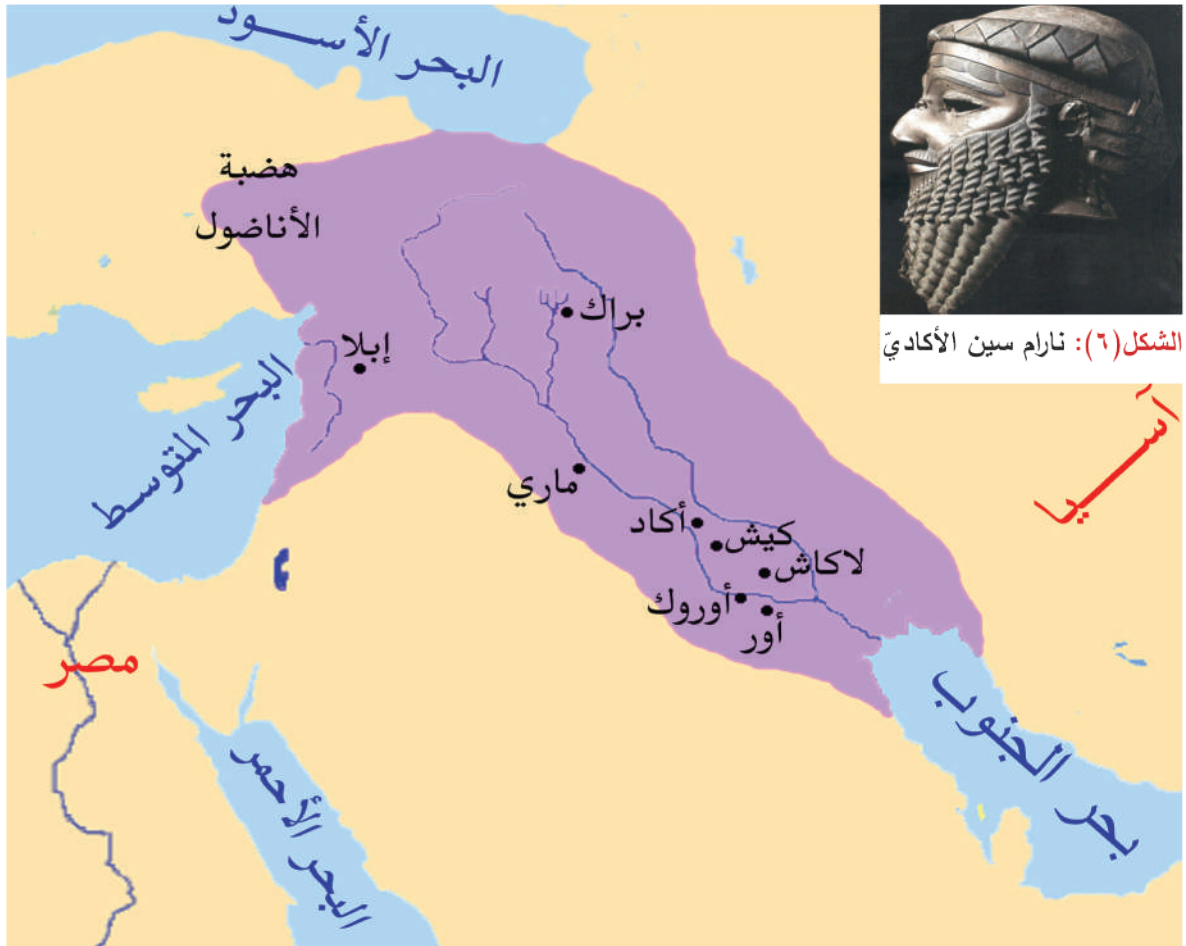 البحر الأسود
الشكل(٦): نارام سين الأكاديّ
هضبة
الأناضول
براك
إبلا
البحر المتوسط
آسيا
ماري
أكاد
كيش
لاكاش
أوروك
أور
مصر
بحر الجنوب
البحر الأحمر